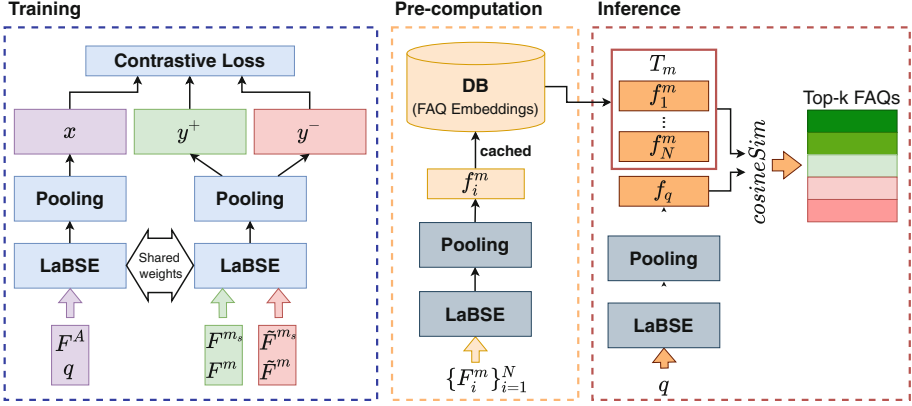 Training
Contrastive Loss
x
y⁺
y⁻
Pooling
Pooling
LaBSE
Shared
weights
LaBSE
F^A
q
F^{m_s}
F^m
F̃^{m_s}
F̃^m
Pre-computation
DB
(FAQ Embeddings)
cached
f_i^m
Pooling
LaBSE
{F_i^m}_{i=1}^N
Inference
T_m
f_1^m
⋮
f_N^m
f_q
cosineSim
Top-k FAQs
Pooling
LaBSE
q